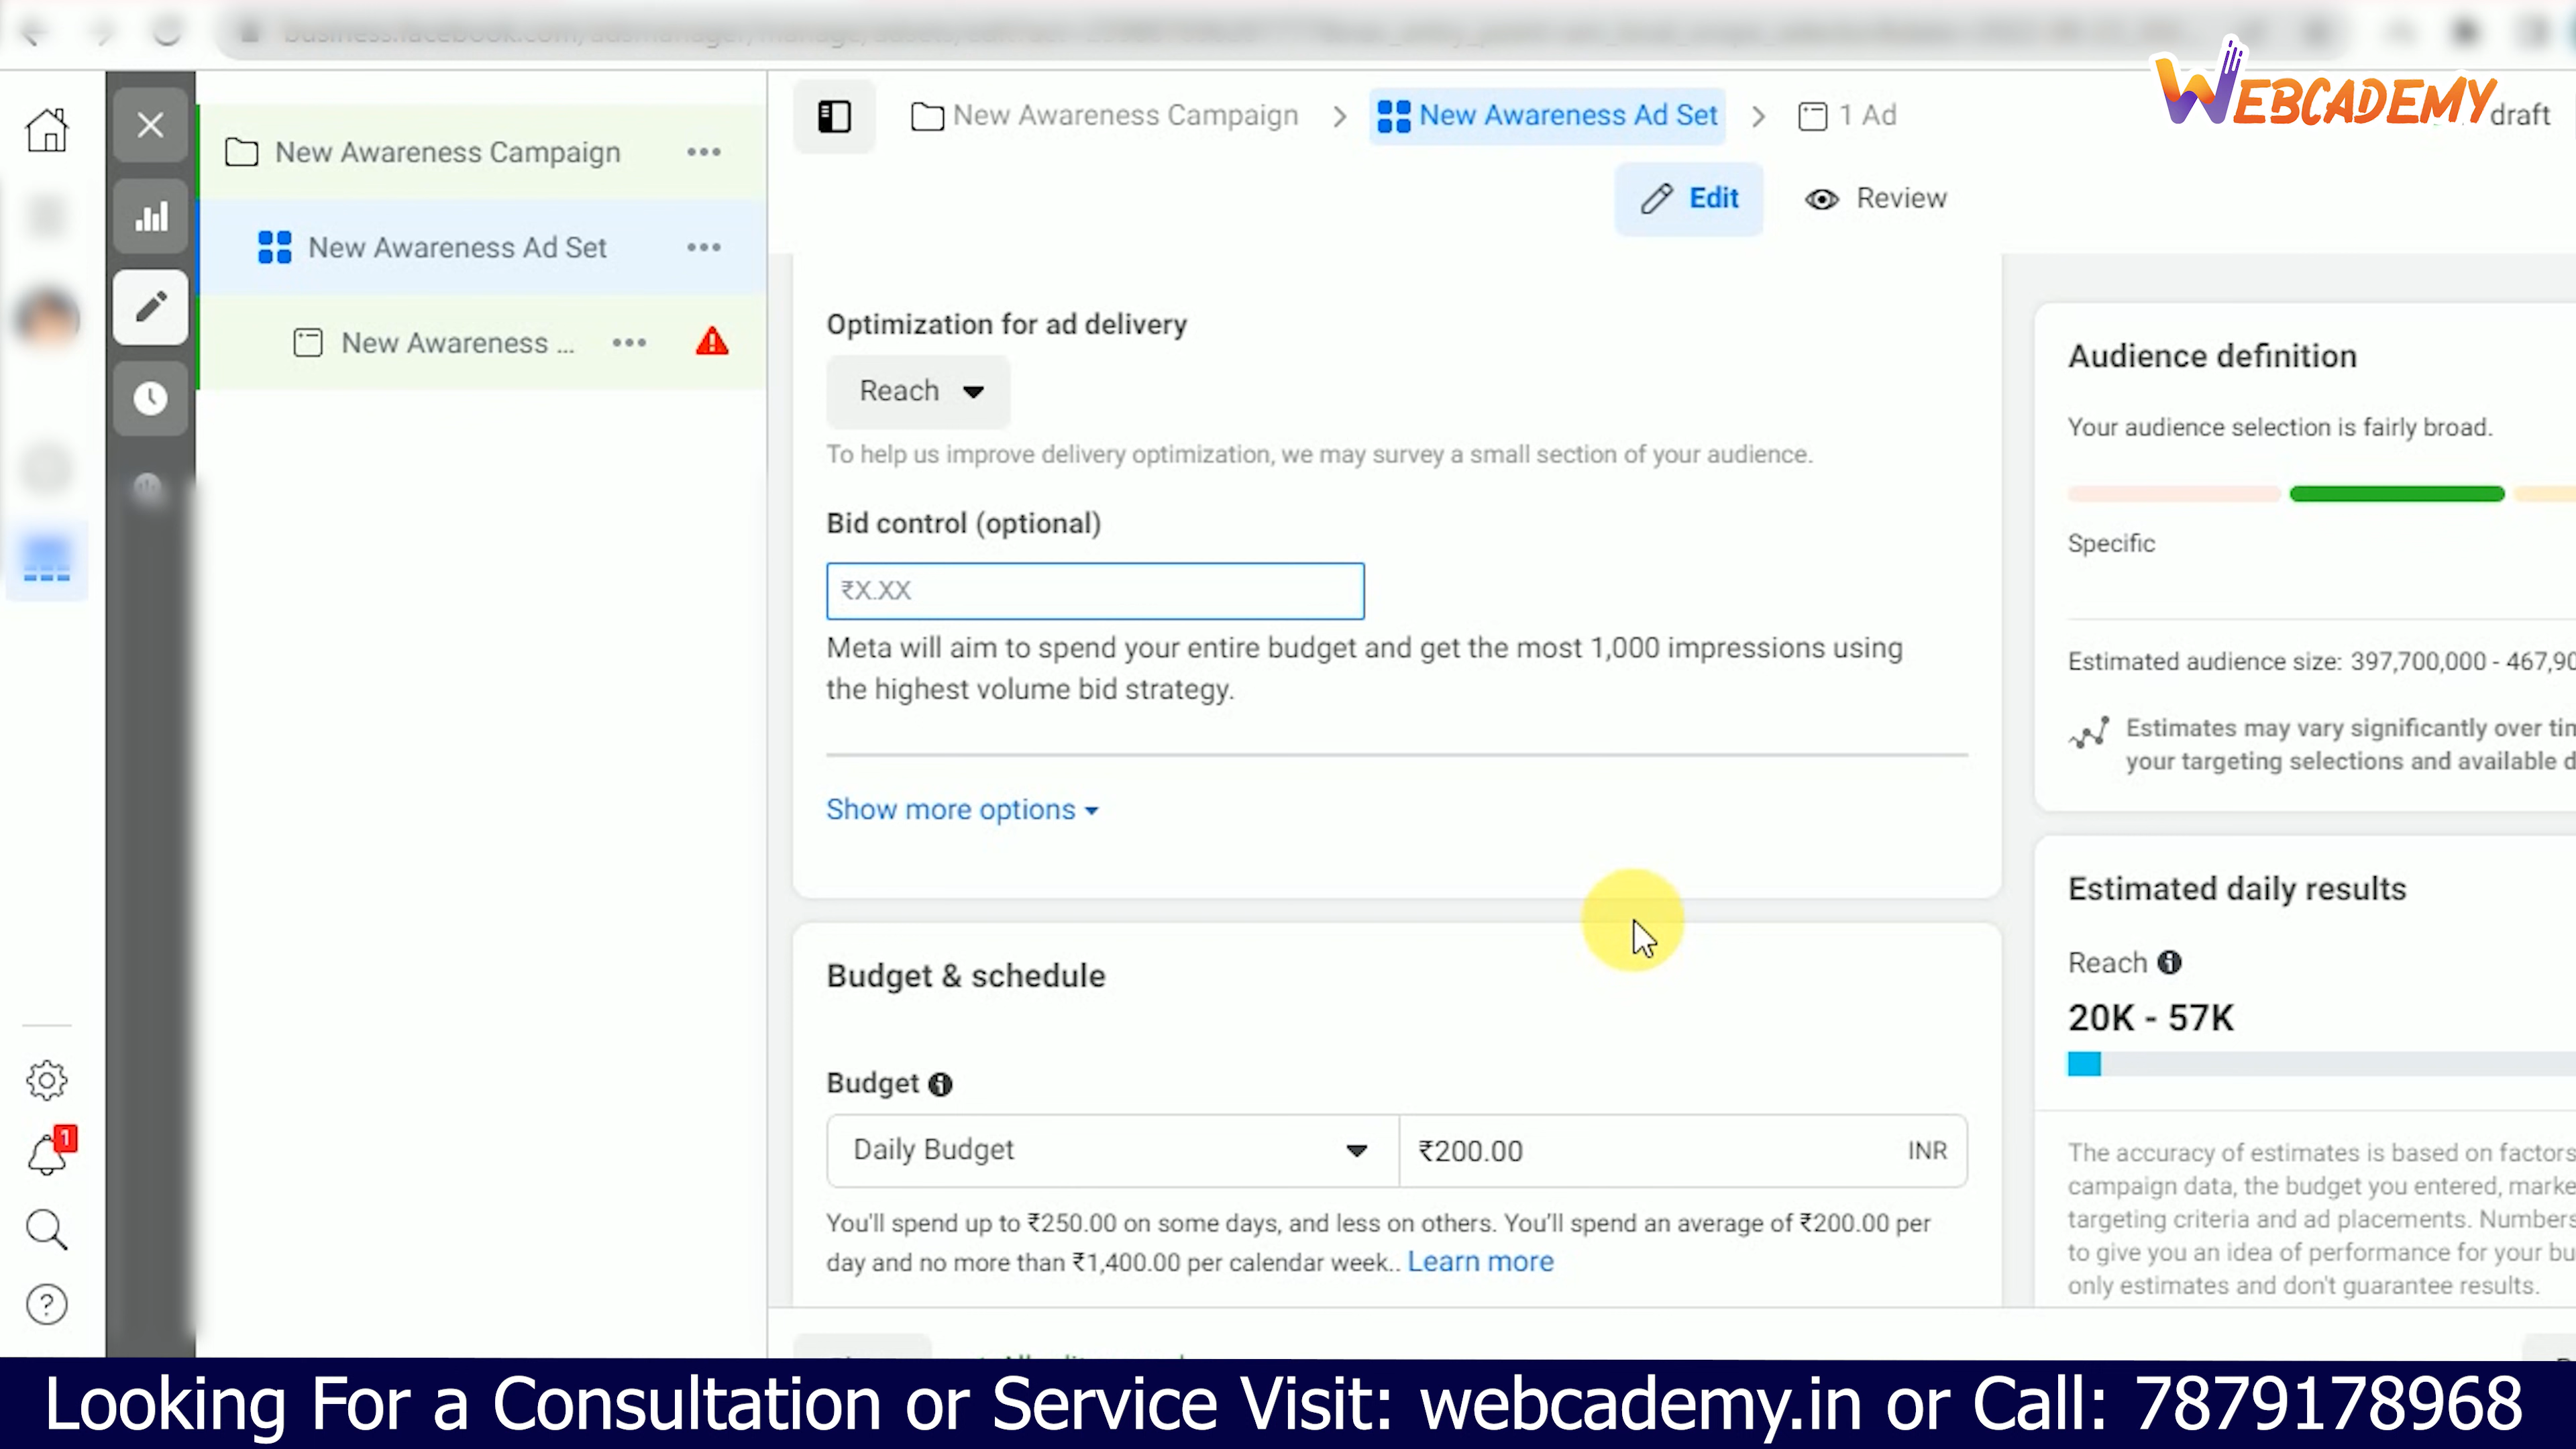 WEBCADEMY
draft
New Awareness Campaign
New Awareness Ad Set
New Awareness ...
New Awareness Campaign > New Awareness Ad Set > 1 Ad
Edit
Review
Optimization for ad delivery
Reach
To help us improve delivery optimization, we may survey a small section of your audience.
Bid control (optional)
₹X.XX
Meta will aim to spend your entire budget and get the most 1,000 impressions using
the highest volume bid strategy.
Show more options
Budget & schedule
Budget
Daily Budget
₹200.00
INR
You'll spend up to ₹250.00 on some days, and less on others. You'll spend an average of ₹200.00 per
day and no more than ₹1,400.00 per calendar week.. Learn more
Audience definition
Your audience selection is fairly broad.
Specific
Estimated audience size: 397,700,000 - 467,90
Estimates may vary significantly over
your targeting selections and available
Estimated daily results
Reach
20K - 57K
The accuracy of estimates is based on factors
campaign data, the budget you entered,
targeting criteria and ad placements. Numbers
to give you an idea of performance for your
only estimates and don't guarantee results.
1
Looking For a Consultation or Service Visit: webcademy.in or Call: 7879178968